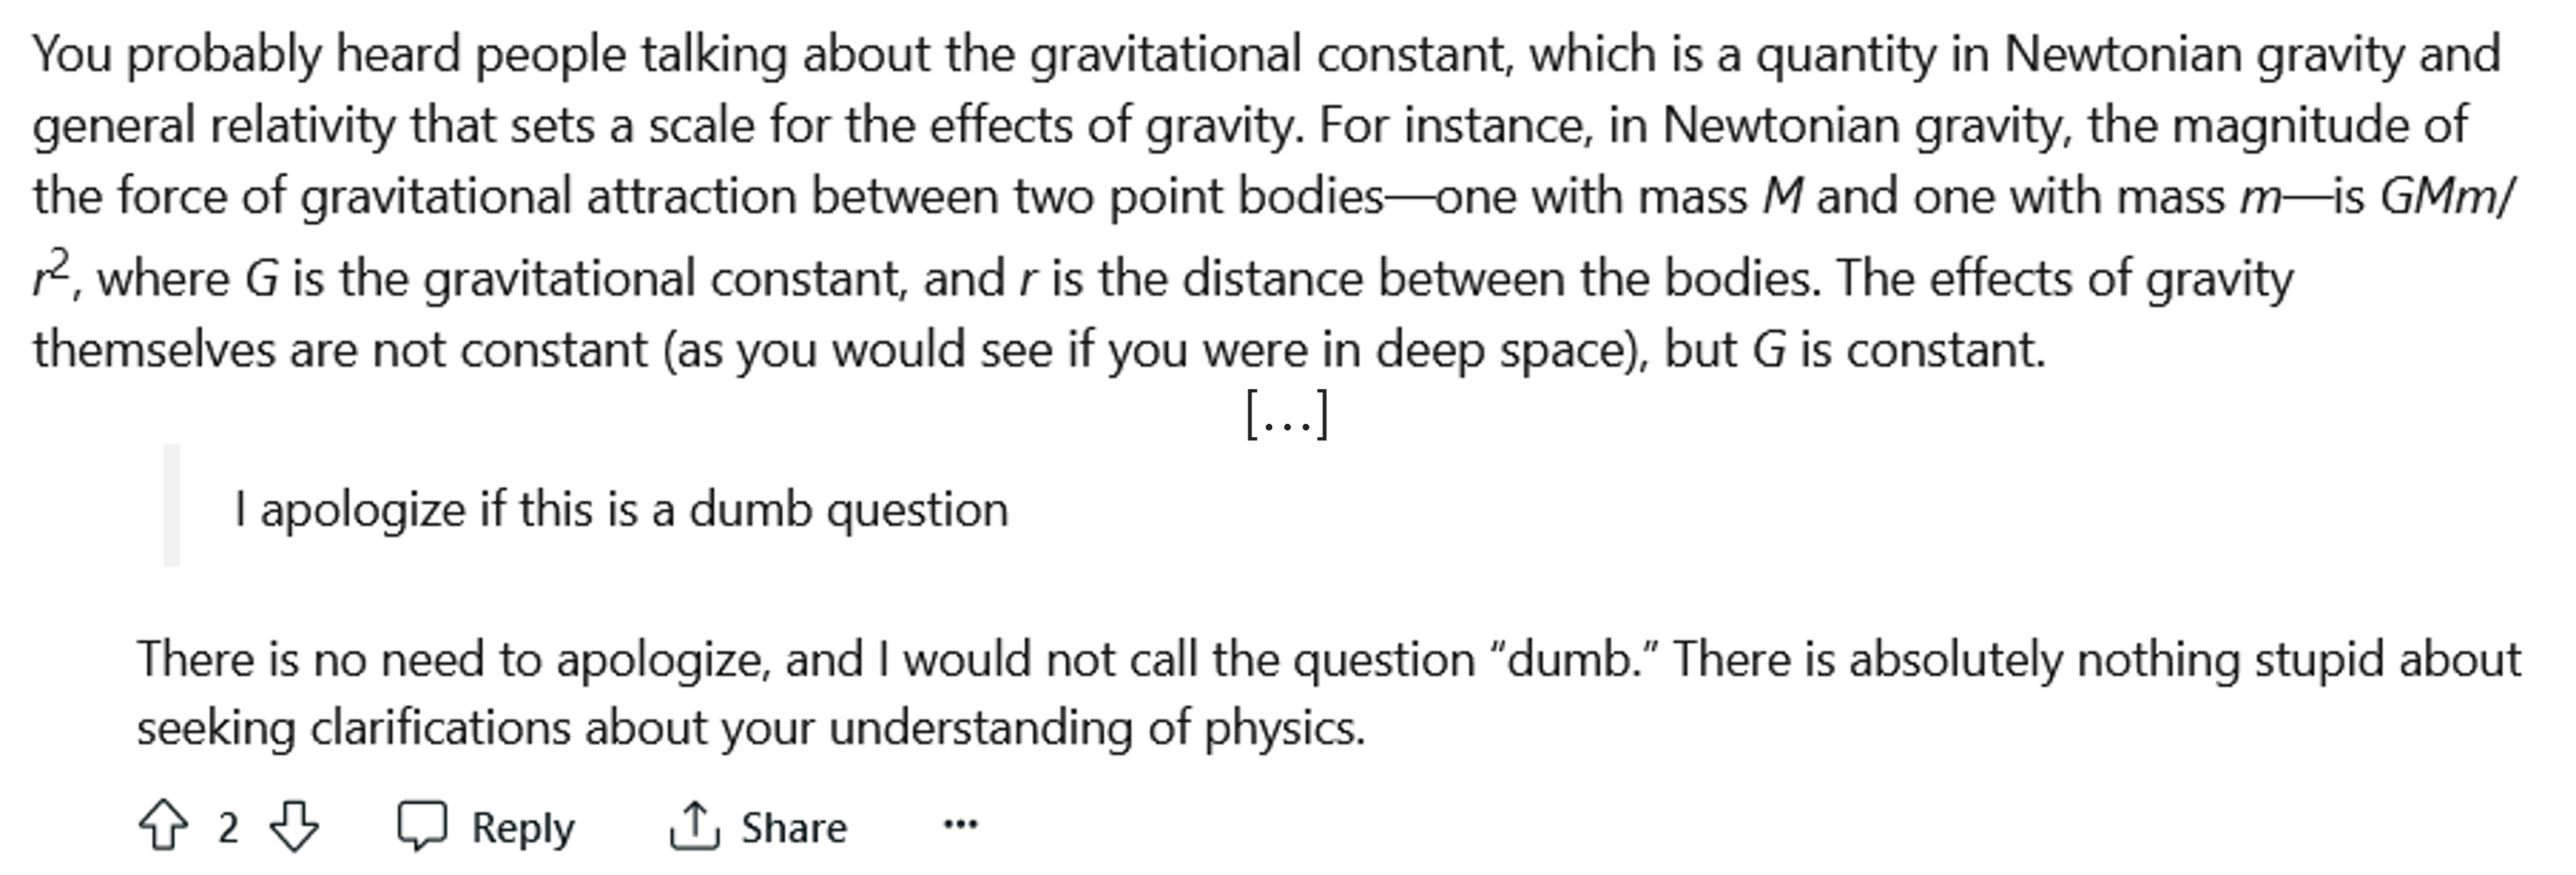 You probably heard people talking about the gravitational constant, which is a quantity in Newtonian gravity and
general relativity that sets a scale for the effects of gravity. For instance, in Newtonian gravity, the magnitude of
the force of gravitational attraction between two point bodies—one with mass M and one with mass m—is GMm/
r², where G is the gravitational constant, and r is the distance between the bodies. The effects of gravity
themselves are not constant (as you would see if you were in deep space), but G is constant.
[…]
I apologize if this is a dumb question
There is no need to apologize, and I would not call the question “dumb.” There is absolutely nothing stupid about
seeking clarifications about your understanding of physics.
2 Reply Share ···